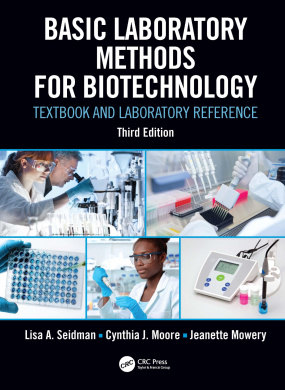 BASIC LABORATORY
METHODS
FOR BIOTECHNOLOGY
TEXTBOOK AND LABORATORY REFERENCE
Third Edition
Lisa A. Seidman ■ Cynthia J. Moore ■ Jeanette Mowery
CRC Press
Taylor & Francis Group